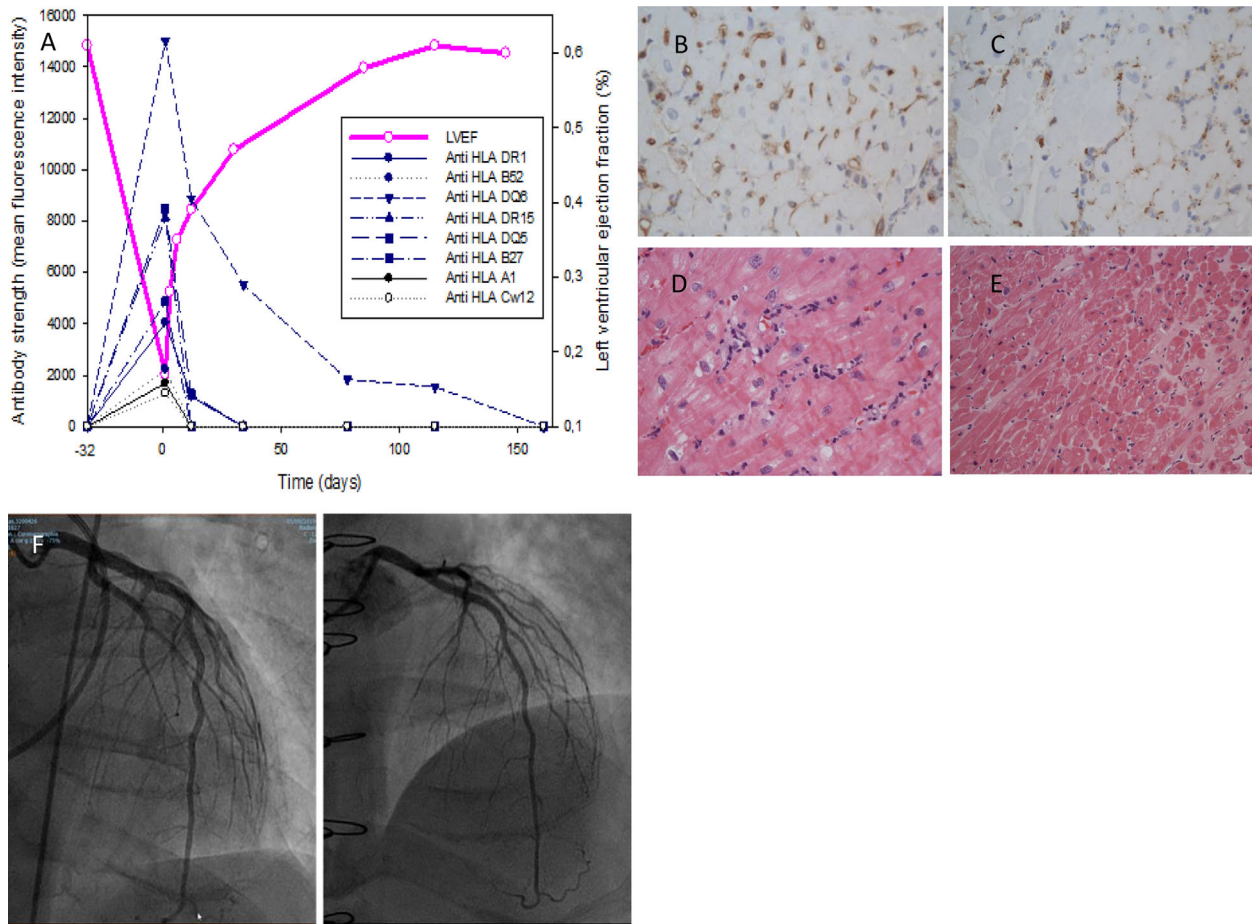 A
16000
14000
12000
10000
8000
6000
4000
2000
0
Antibody strength (mean fluorescence intensity)
0,6
0,5
0,4
0,3
0,2
0,1
Left ventricular ejection fraction (%)
LVEF
Anti HLA DR1
Anti HLA B52
Anti HLA DQ6
Anti HLA DR15
Anti HLA DQ5
Anti HLA B27
Anti HLA A1
Anti HLA Cw12
-32 0 50 100 150
Time (days)
B
C
D
E
F